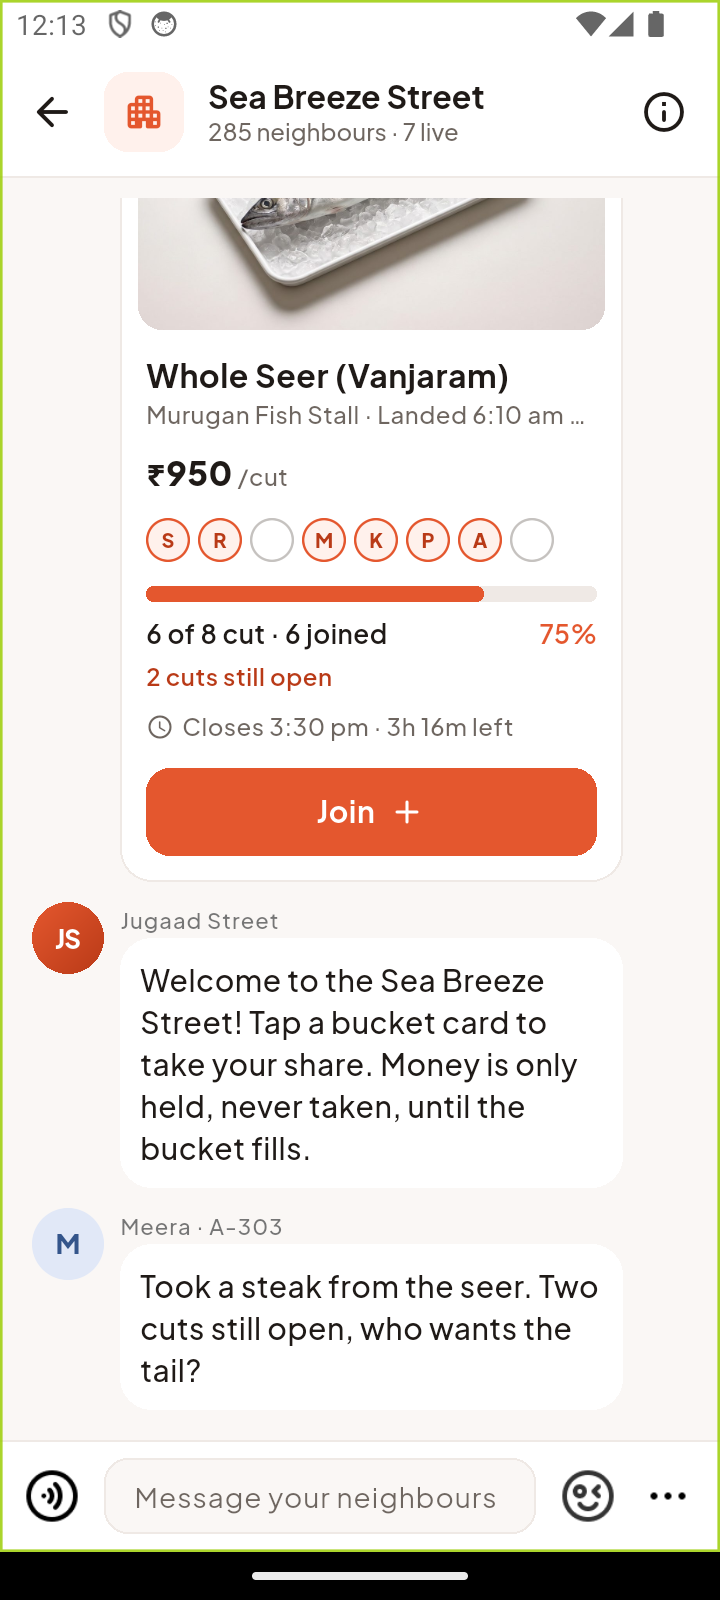 12:13
Sea Breeze Street
285 neighbours · 7 live
Whole Seer (Vanjaram)
Murugan Fish Stall · Landed 6:10 am ...
₹950 /cut
S R M K P A
6 of 8 cut · 6 joined 75%
2 cuts still open
Closes 3:30 pm · 3h 16m left
Join +
Jugaad Street
JS
Welcome to the Sea Breeze
Street! Tap a bucket card to
take your share. Money is only
held, never taken, until the
bucket fills.
Meera · A-303
M
Took a steak from the seer. Two
cuts still open, who wants the
tail?
Message your neighbours